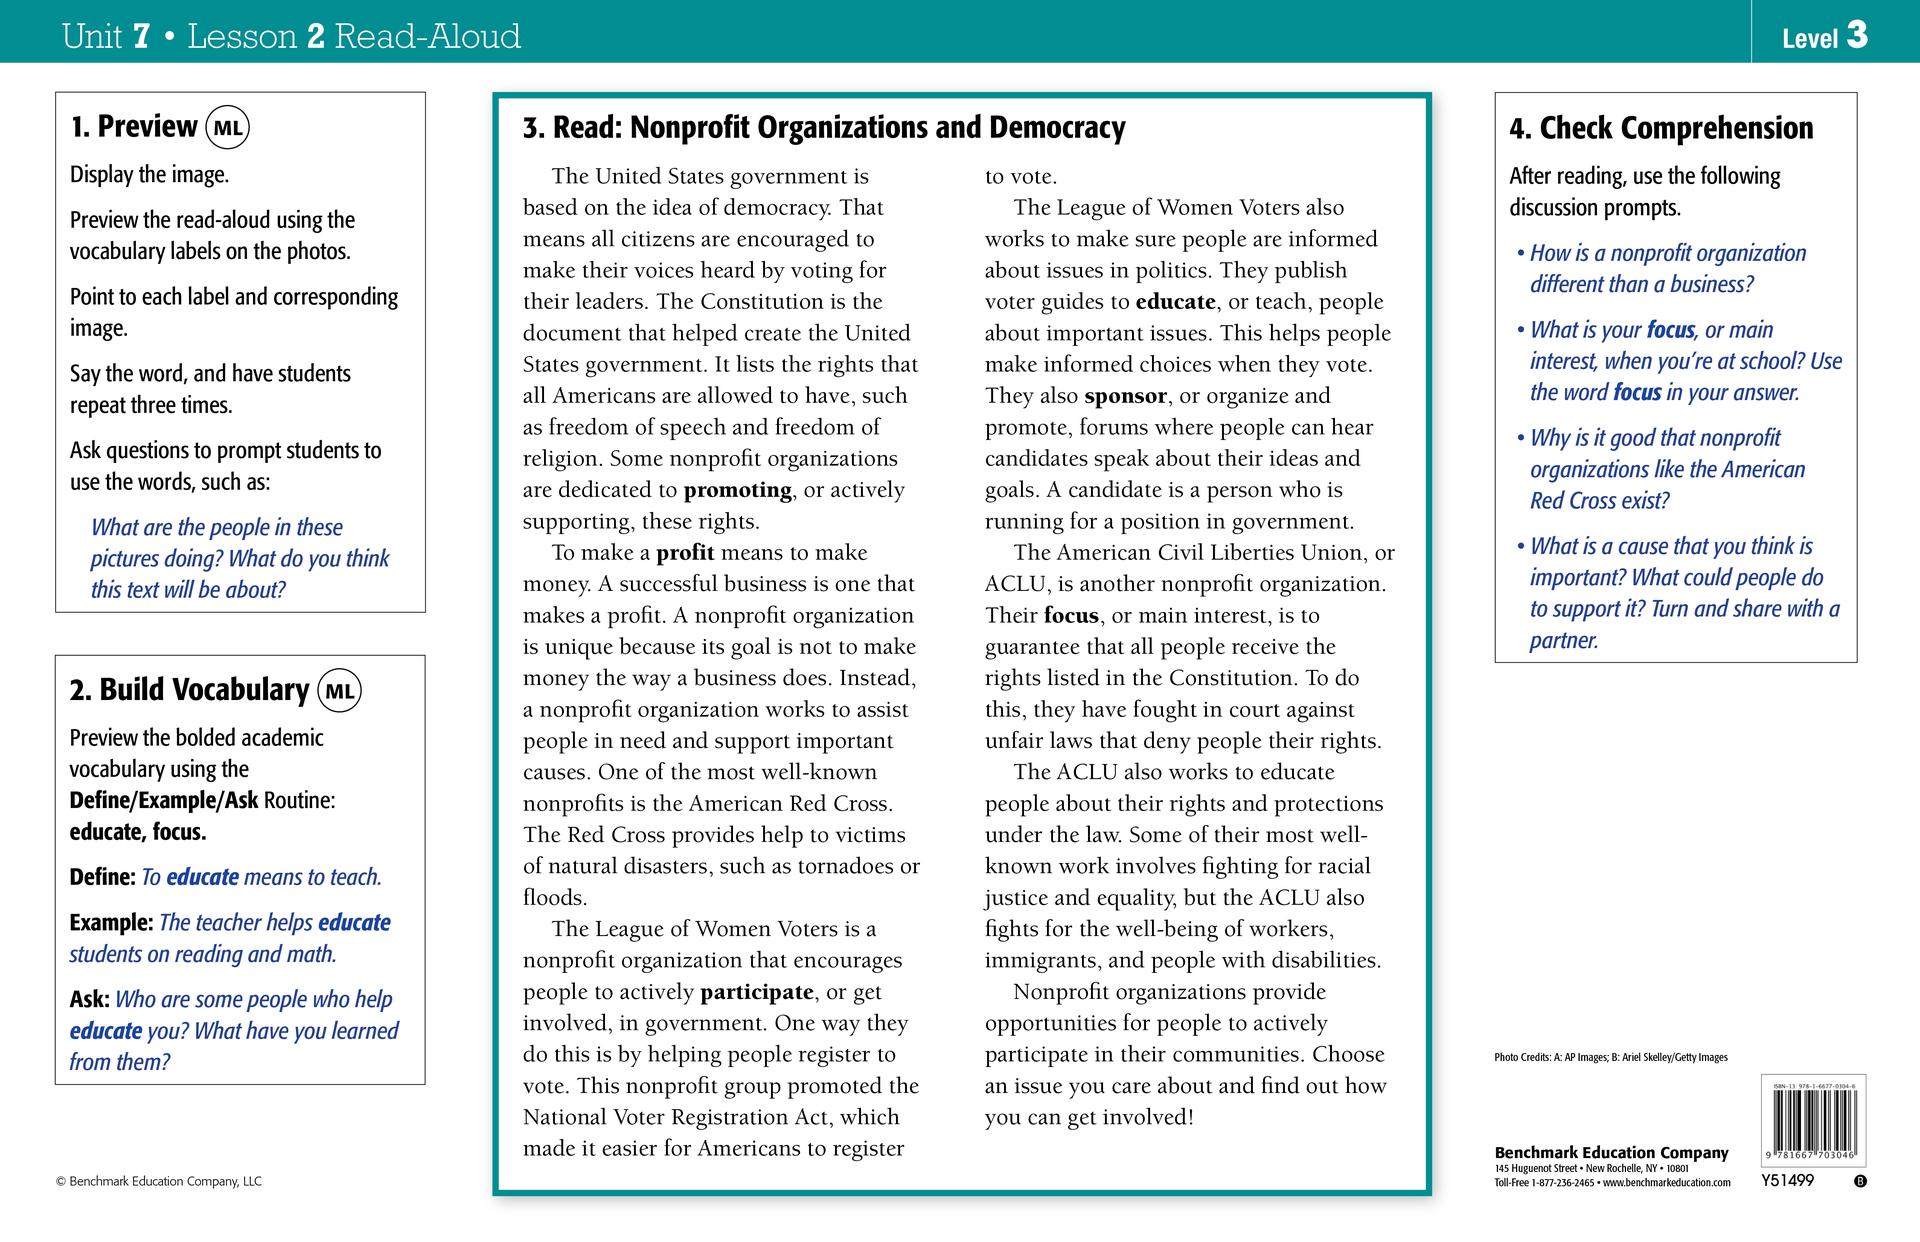 Unit 7 • Lesson 2 Read-Aloud
Level 3
1. Preview ML
Display the image.
Preview the read-aloud using the
vocabulary labels on the photos.
Point to each label and corresponding
image.
Say the word, and have students
repeat three times.
Ask questions to prompt students to
use the words, such as:
What are the people in these
pictures doing? What do you think
this text will be about?
2. Build Vocabulary ML
Preview the bolded academic
vocabulary using the
Define/Example/Ask Routine:
educate, focus.
Define: To educate means to teach.
Example: The teacher helps educate
students on reading and math.
Ask: Who are some people who help
educate you? What have you learned
from them?
© Benchmark Education Company, LLC
3. Read: Nonprofit Organizations and Democracy
The United States government is
based on the idea of democracy. That
means all citizens are encouraged to
make their voices heard by voting for
their leaders. The Constitution is the
document that helped create the United
States government. It lists the rights that
all Americans are allowed to have, such
as freedom of speech and freedom of
religion. Some nonprofit organizations
are dedicated to promoting, or actively
supporting, these rights.
To make a profit means to make
money. A successful business is one that
makes a profit. A nonprofit organization
is unique because its goal is not to make
money the way a business does. Instead,
a nonprofit organization works to assist
people in need and support important
causes. One of the most well-known
nonprofits is the American Red Cross.
The Red Cross provides help to victims
of natural disasters, such as tornadoes or
floods.
The League of Women Voters is a
nonprofit organization that encourages
people to actively participate, or get
involved, in government. One way they
do this is by helping people register to
vote. This nonprofit group promoted the
National Voter Registration Act, which
made it easier for Americans to register
to vote.
The League of Women Voters also
works to make sure people are informed
about issues in politics. They publish
voter guides to educate, or teach, people
about important issues. This helps people
make informed choices when they vote.
They also sponsor, or organize and
promote, forums where people can hear
candidates speak about their ideas and
goals. A candidate is a person who is
running for a position in government.
The American Civil Liberties Union, or
ACLU, is another nonprofit organization.
Their focus, or main interest, is to
guarantee that all people receive the
rights listed in the Constitution. To do
this, they have fought in court against
unfair laws that deny people their rights.
The ACLU also works to educate
people about their rights and protections
under the law. Some of their most well-
known work involves fighting for racial
justice and equality, but the ACLU also
fights for the well-being of workers,
immigrants, and people with disabilities.
Nonprofit organizations provide
opportunities for people to actively
participate in their communities. Choose
an issue you care about and find out how
you can get involved!
4. Check Comprehension
After reading, use the following
discussion prompts.
• How is a nonprofit organization
different than a business?
• What is your focus, or main
interest, when you're at school? Use
the word focus in your answer.
• Why is it good that nonprofit
organizations like the American
Red Cross exist?
• What is a cause that you think is
important? What could people do
to support it? Turn and share with a
partner.
Photo Credits: A: AP Images; B: Ariel Skelley/Getty Images
Benchmark Education Company
145 Huguenot Street • New Rochelle, NY • 10801
Toll-Free 1-877-236-2465 • www.benchmarkeducation.com
ISBN-13: 978-1-6677-0304-6
9 781667 703046
Y51499
B